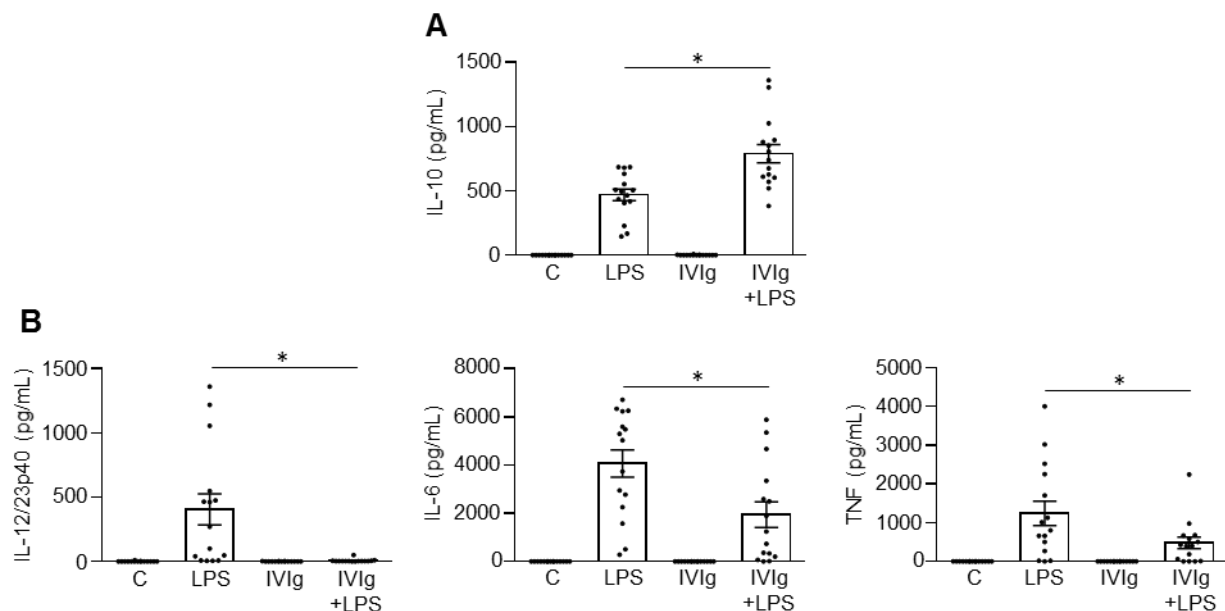 A
IL-10 (pg/mL)
1500
1000
500
0
*
C
LPS
IVIg
IVIg
+LPS
B
IL-12/23p40 (pg/mL)
1500
1000
500
0
*
C
LPS
IVIg
IVIg
+LPS
IL-6 (pg/mL)
8000
6000
4000
2000
0
*
C
LPS
IVIg
IVIg
+LPS
TNF (pg/mL)
5000
4000
3000
2000
1000
0
*
C
LPS
IVIg
IVIg
+LPS